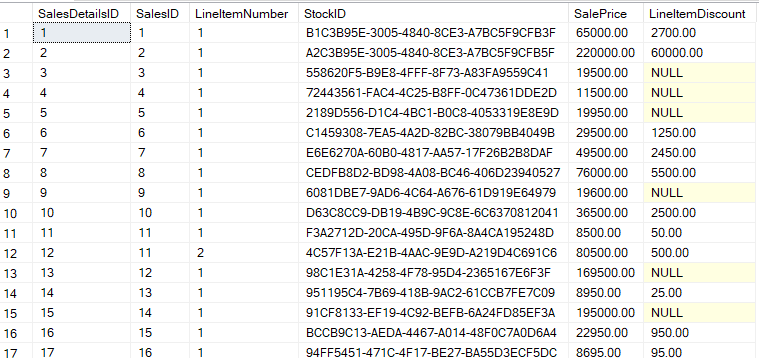 SalesDetailsID SalesID LineItemNumber StockID SalePrice LineItemDiscount
1 1 1 1 B1C3B95E-3005-4840-8CE3-A7BC5F9CFB3F 65000.00 2700.00
2 2 2 1 A2C3B95E-3005-4840-8CE3-A7BC5F9CFB5F 220000.00 60000.00
3 3 3 1 558620F5-B9E8-4FFF-8F73-A83FA9559C41 19500.00 NULL
4 4 4 1 72443561-FAC4-4C25-B8FF-0C47361DDE2D 11500.00 NULL
5 5 5 1 2189D556-D1C4-4BC1-B0C8-4053319E8E9D 19950.00 NULL
6 6 6 1 C1459308-7EA5-4A2D-82BC-38079BB4049B 29500.00 1250.00
7 7 7 1 E6E6270A-60B0-4817-AA57-17F26B2B8DAF 49500.00 2450.00
8 8 8 1 CEDFB8D2-BD98-4A08-BC46-406D23940527 76000.00 5500.00
9 9 9 1 6081DBE7-9AD6-4C64-A676-61D919E64979 19600.00 NULL
10 10 10 1 D63C8CC9-DB19-4B9C-9C8E-6C6370812041 36500.00 2500.00
11 11 11 1 F3A2712D-20CA-495D-9F6A-8A4CA195248D 8500.00 50.00
12 12 11 2 4C57F13A-E21B-4AAC-9E9D-A219D4C691C6 80500.00 500.00
13 13 12 1 98C1E31A-4258-4F78-95D4-2365167E6F3F 169500.00 NULL
14 14 13 1 951195C4-7B69-418B-9AC2-61CCB7FE7C09 8950.00 25.00
15 15 14 1 91CF8133-EF19-4C92-BEFB-6A24FD85EF3A 195000.00 NULL
16 16 15 1 BCCB9C13-AEDA-4467-A014-48F0C7A0D6A4 22950.00 950.00
17 17 16 1 94FF5451-471C-4F17-BE27-BA55D3ECF5DC 8695.00 95.00